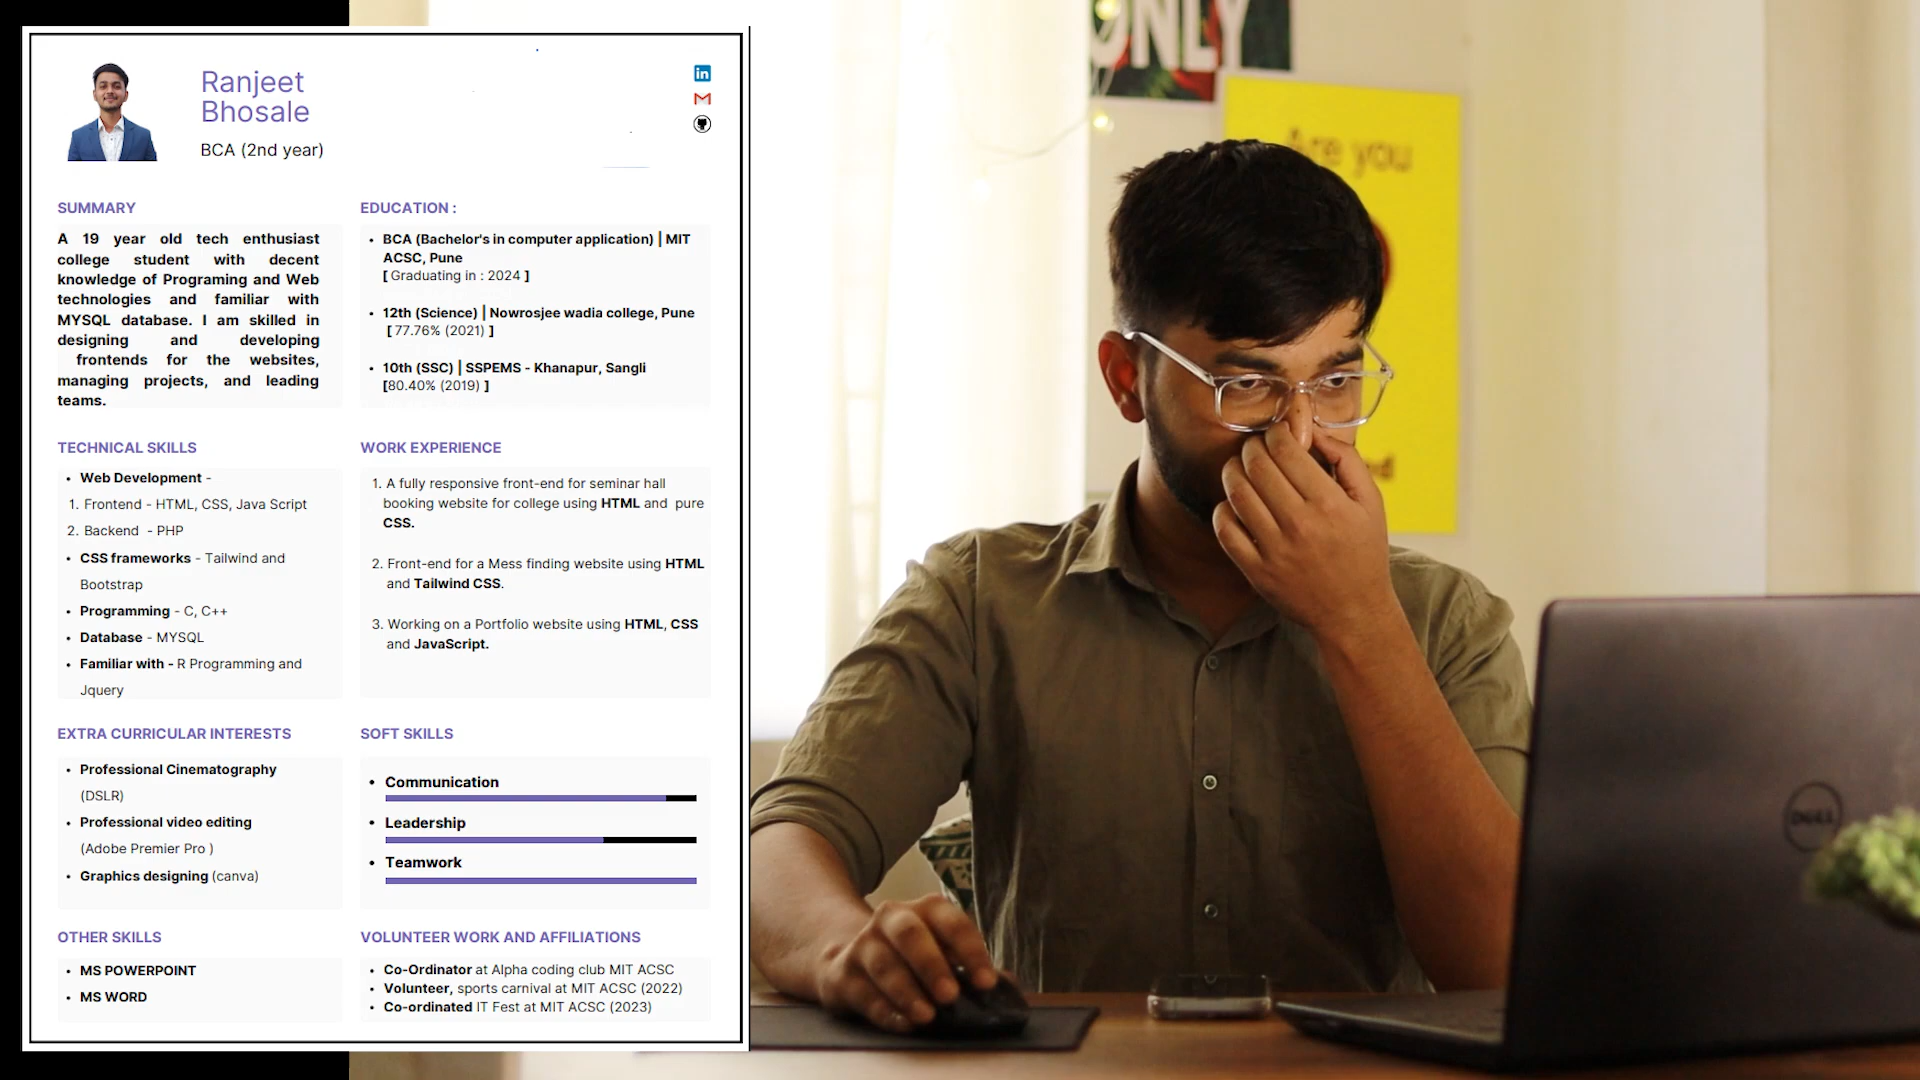 Ranjeet
Bhosale
BCA (2nd year)
in
SUMMARY
A 19 year old tech enthusiast
college student with decent
knowledge of Programing and Web
technologies and familiar with
MYSQL database. I am skilled in
designing and developing
frontends for the websites,
managing projects, and leading
teams.
EDUCATION :
• BCA (Bachelor's in computer application) | MIT
ACSC, Pune
[ Graduating in : 2024 ]
• 12th (Science) | Nowrosjee wadia college, Pune
[ 77.76% (2021) ]
• 10th (SSC) | SSPEMS - Khanapur, Sangli
[80.40% (2019) ]
TECHNICAL SKILLS
• Web Development -
1. Frontend - HTML, CSS, Java Script
2. Backend - PHP
• CSS frameworks - Tailwind and
Bootstrap
• Programming - C, C++
• Database - MYSQL
• Familiar with - R Programming and
Jquery
WORK EXPERIENCE
1. A fully responsive front-end for seminar hall
booking website for college using HTML and pure
CSS.
2. Front-end for a Mess finding website using HTML
and Tailwind CSS.
3. Working on a Portfolio website using HTML, CSS
and JavaScript.
EXTRA CURRICULAR INTERESTS
• Professional Cinematography
(DSLR)
• Professional video editing
(Adobe Premier Pro )
• Graphics designing (canva)
SOFT SKILLS
• Communication
• Leadership
• Teamwork
OTHER SKILLS
• MS POWERPOINT
• MS WORD
VOLUNTEER WORK AND AFFILIATIONS
• Co-Ordinator at Alpha coding club MIT ACSC
• Volunteer, sports carnival at MIT ACSC (2022)
• Co-ordinated IT Fest at MIT ACSC (2023)
ONLY
Are you
DELL